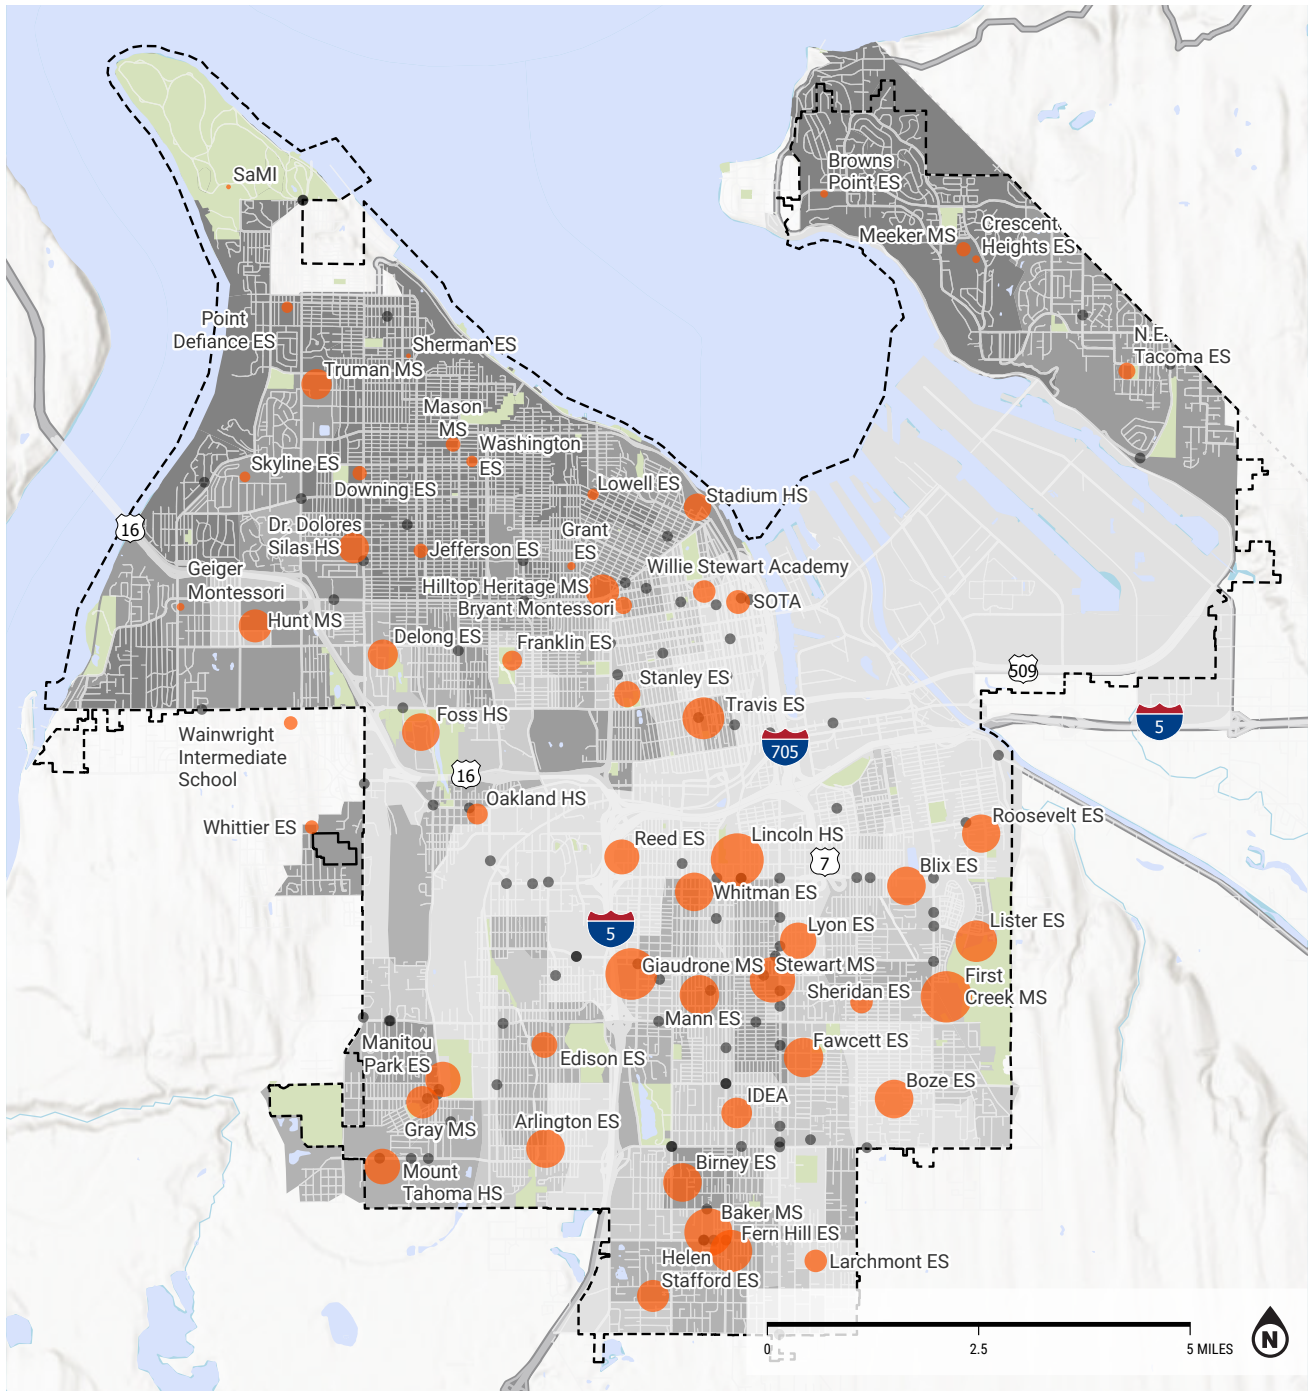 SaMI
Browns
Point ES
Meeker MS
Crescent
Heights ES
Point
Defiance ES
Sherman ES
Truman MS
N.E.
Tacoma ES
Mason
MS
Washington
ES
Skyline ES
Downing ES
Lowell ES
Stadium HS
16
Dr. Dolores
Silas HS
Jefferson ES
Grant
ES
Geiger
Montessori
Hilltop Heritage MS
Willie Stewart Academy
Bryant Montessori
SOTA
Hunt MS
Delong ES
Franklin ES
Stanley ES
509
Foss HS
Travis ES
5
Wainwright
Intermediate
School
705
16
Oakland HS
Whittier ES
Reed ES
Lincoln HS
7
Roosevelt ES
Blix ES
Whitman ES
5
Lyon ES
Lister ES
Giaudrone MS
Stewart MS
Sheridan ES
First
Creek MS
Mann ES
Manitou
Park ES
Edison ES
Fawcett ES
IDEA
Boze ES
Gray MS
Arlington ES
Mount
Tahoma HS
Birney ES
Baker MS
Fern Hill ES
Helen
Stafford ES
Larchmont ES
0
2.5
5 MILES
N